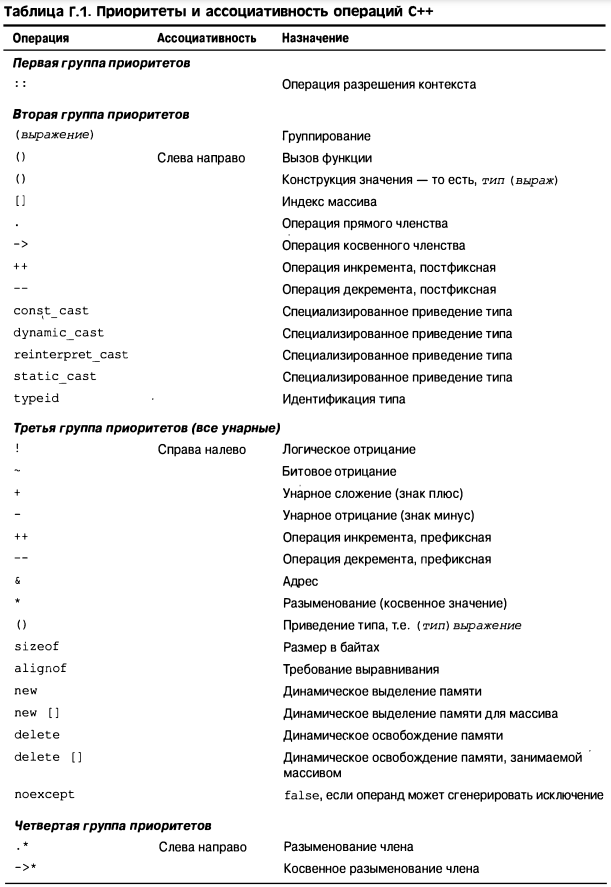 Таблица Г.1. Приоритеты и ассоциативность операций C++
Операция Ассоциативность Назначение
Первая группа приоритетов
:: Операция разрешения контекста
Вторая группа приоритетов
(выражение) Группирование
() Слева направо Вызов функции
() Конструкция значения — то есть, тип (выраж)
[] Индекс массива
. Операция прямого членства
-> Операция косвенного членства
++ Операция инкремента, постфиксная
-- Операция декремента, постфиксная
const_cast Специализированное приведение типа
dynamic_cast Специализированное приведение типа
reinterpret_cast Специализированное приведение типа
static_cast Специализированное приведение типа
typeid Идентификация типа
Третья группа приоритетов (все унарные)
! Справа налево Логическое отрицание
~ Битовое отрицание
+ Унарное сложение (знак плюс)
- Унарное отрицание (знак минус)
++ Операция инкремента, префиксная
-- Операция декремента, префиксная
& Адрес
* Разыменование (косвенное значение)
() Приведение типа, т.е. (тип) выражение
sizeof Размер в байтах
alignof Требование выравнивания
new Динамическое выделение памяти
new [] Динамическое выделение памяти для массива
delete Динамическое освобождение памяти
delete [] Динамическое освобождение памяти, занимаемой
массивом
noexcept false, если операнд может сгенерировать исключение
Четвертая группа приоритетов
.* Слева направо Разыменование члена
->* Косвенное разыменование члена